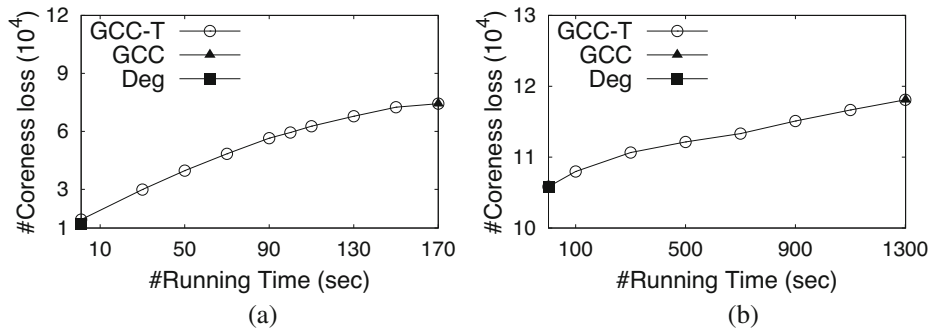 #Coreness loss (10^4)
12
9
6
3
1
GCC-T
GCC
Deg
10 50 90 130 170
#Running Time (sec)
(a)
#Coreness loss (10^4)
13
12
11
10
GCC-T
GCC
Deg
100 500 900 1300
#Running Time (sec)
(b)